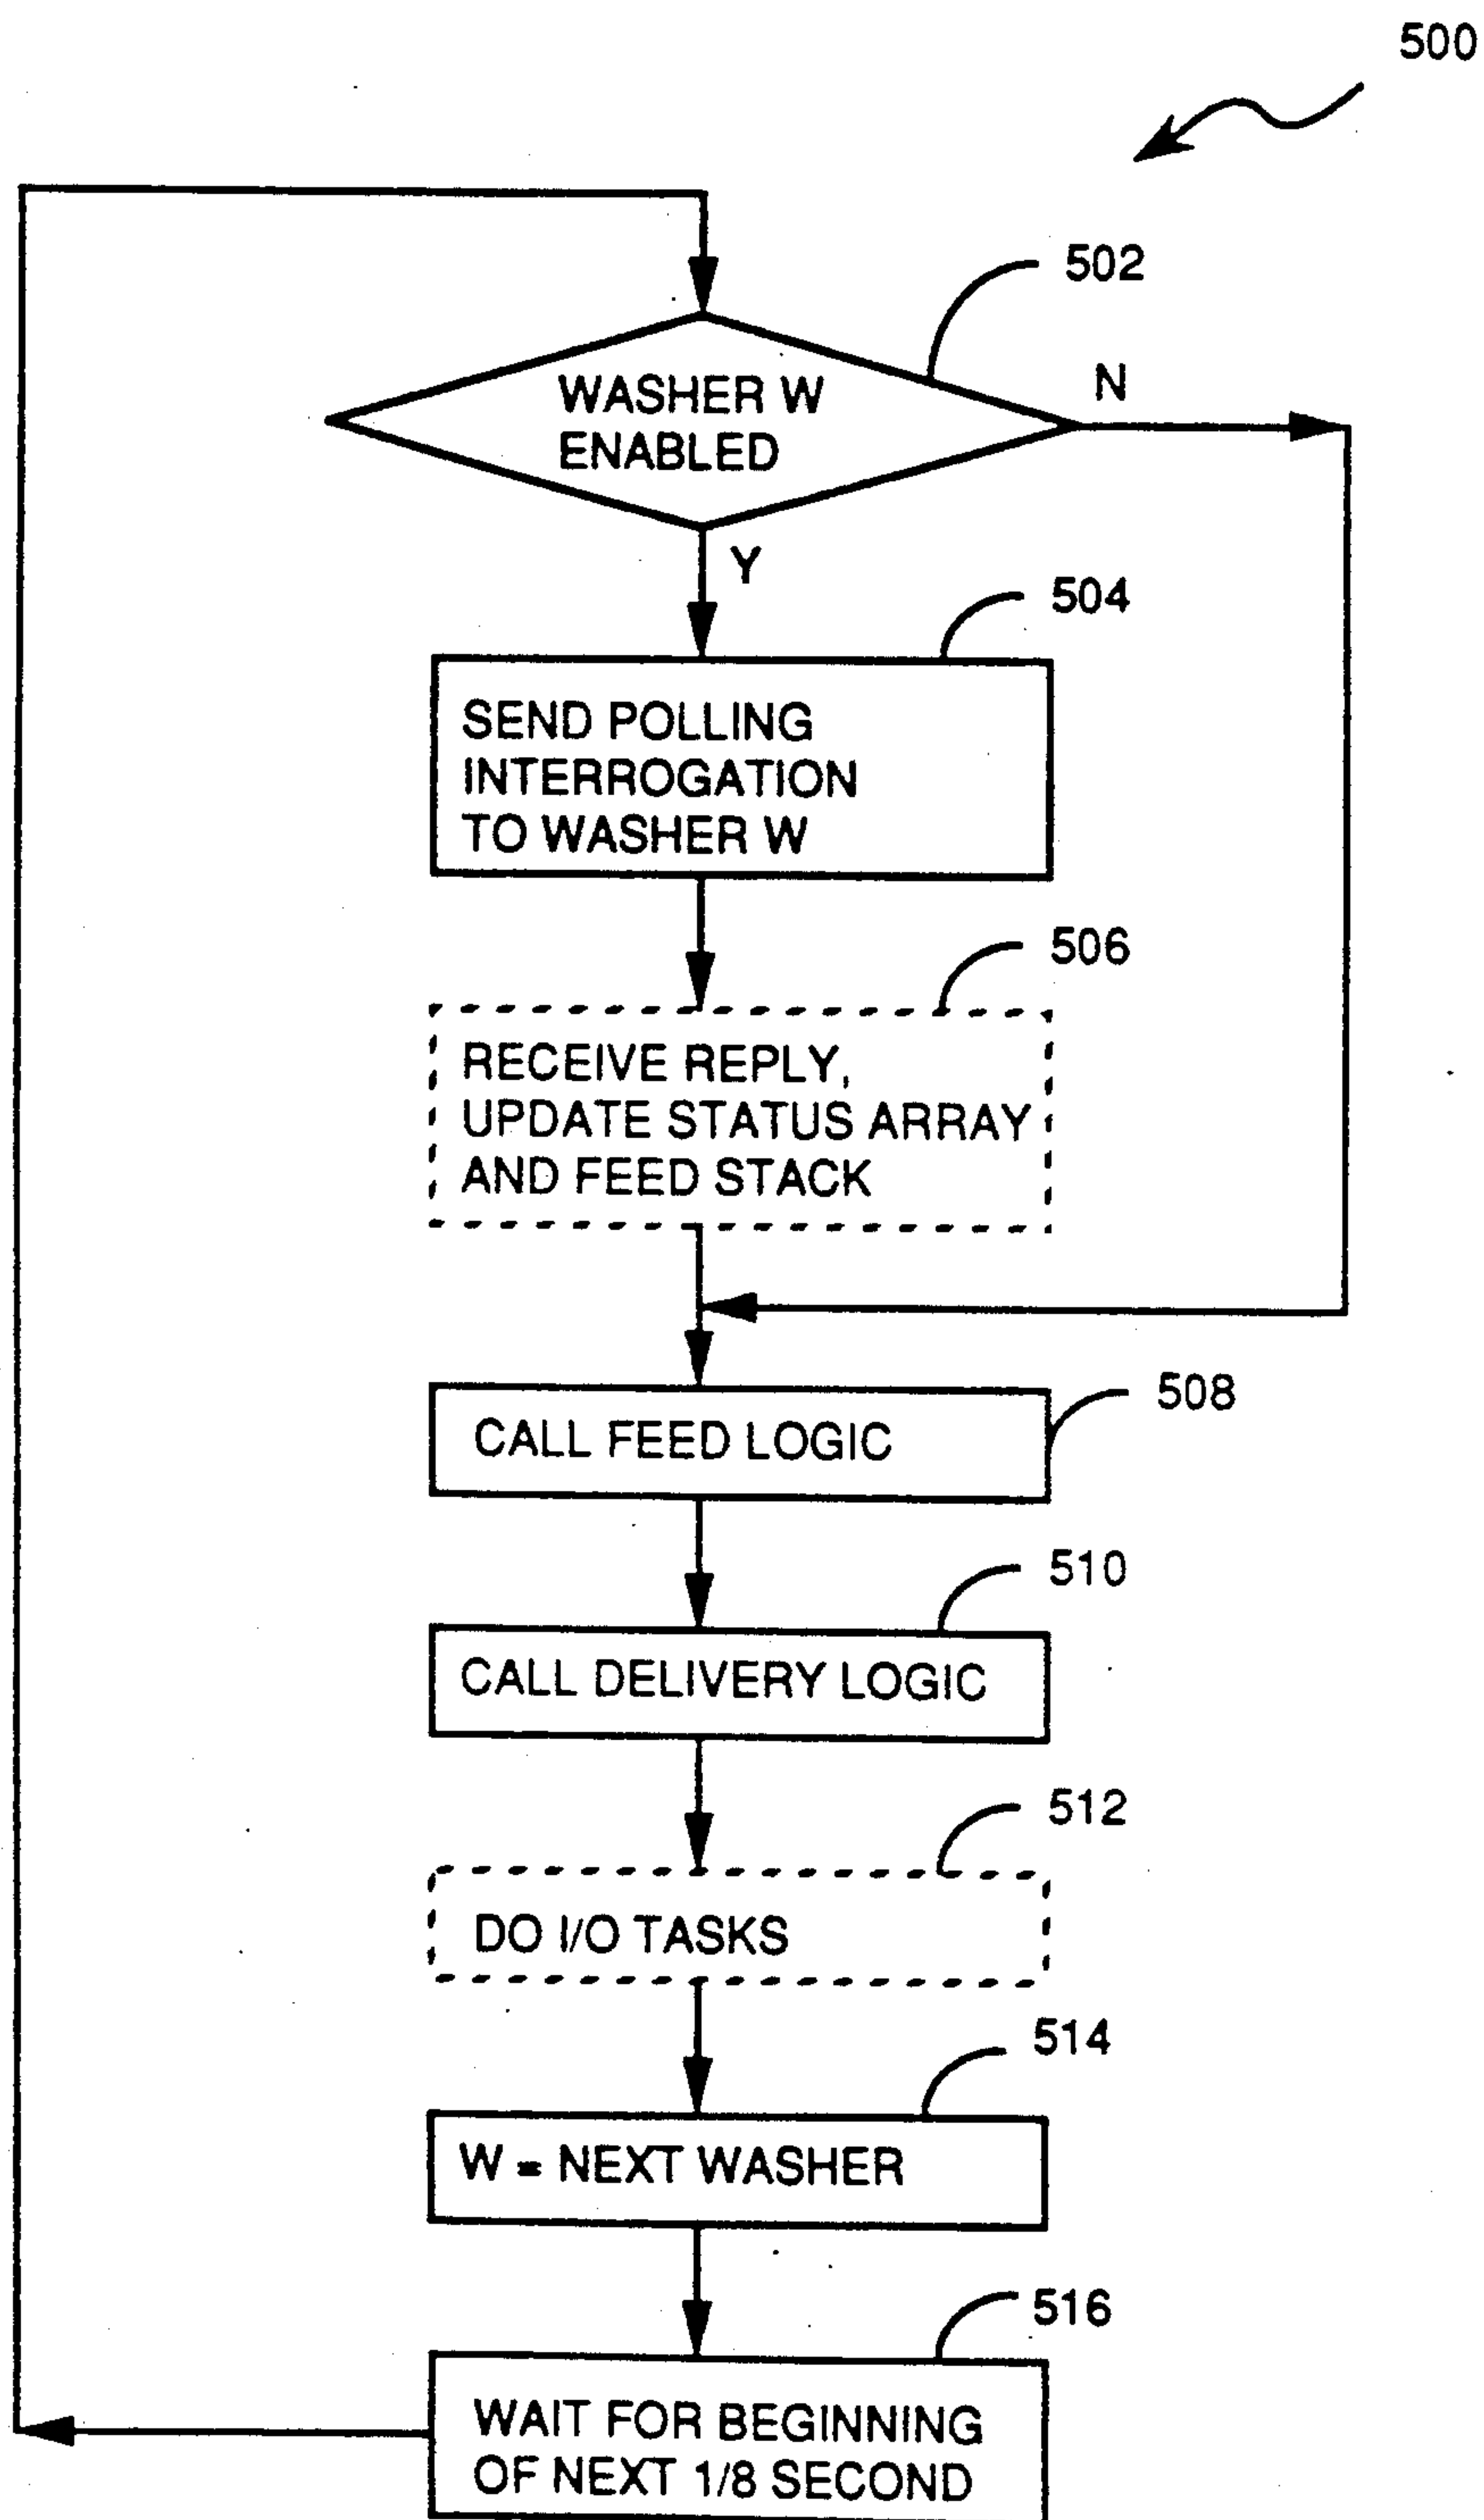 500
502
WASHER W
ENABLED
N
Y
504
SEND POLLING
INTERROGATION
TO WASHER W
506
RECEIVE REPLY,
UPDATE STATUS ARRAY
AND FEED STACK
508
CALL FEED LOGIC
510
CALL DELIVERY LOGIC
512
DO I/O TASKS
514
W = NEXT WASHER
516
WAIT FOR BEGINNING
OF NEXT 1/8 SECOND